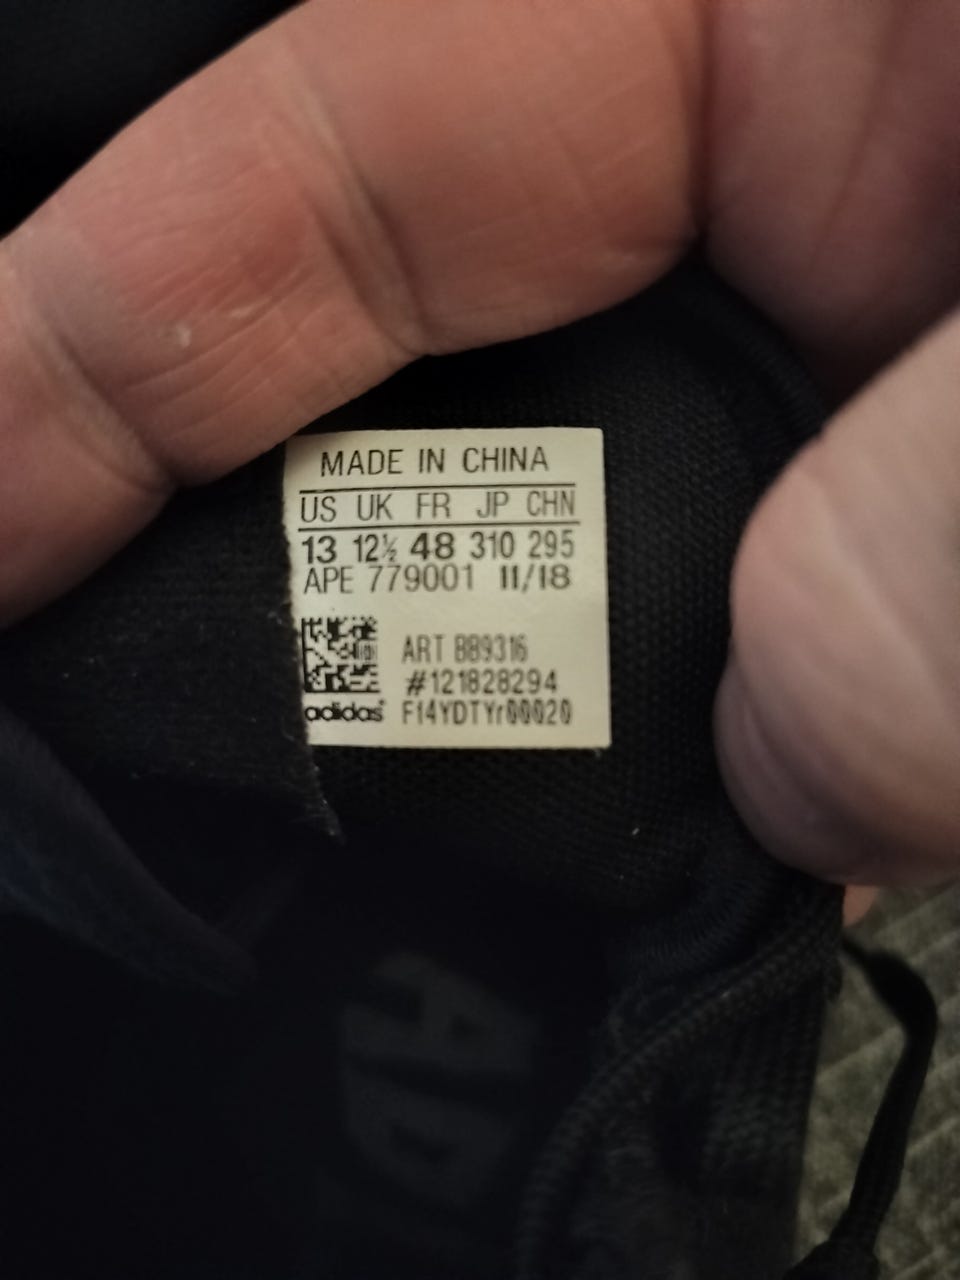 MADE IN CHINA
US UK FR JP CHN
13 12½ 48 310 295
APE 779001 11/18
ART BB9316
#121828294
adidas® F14YDTYr00020